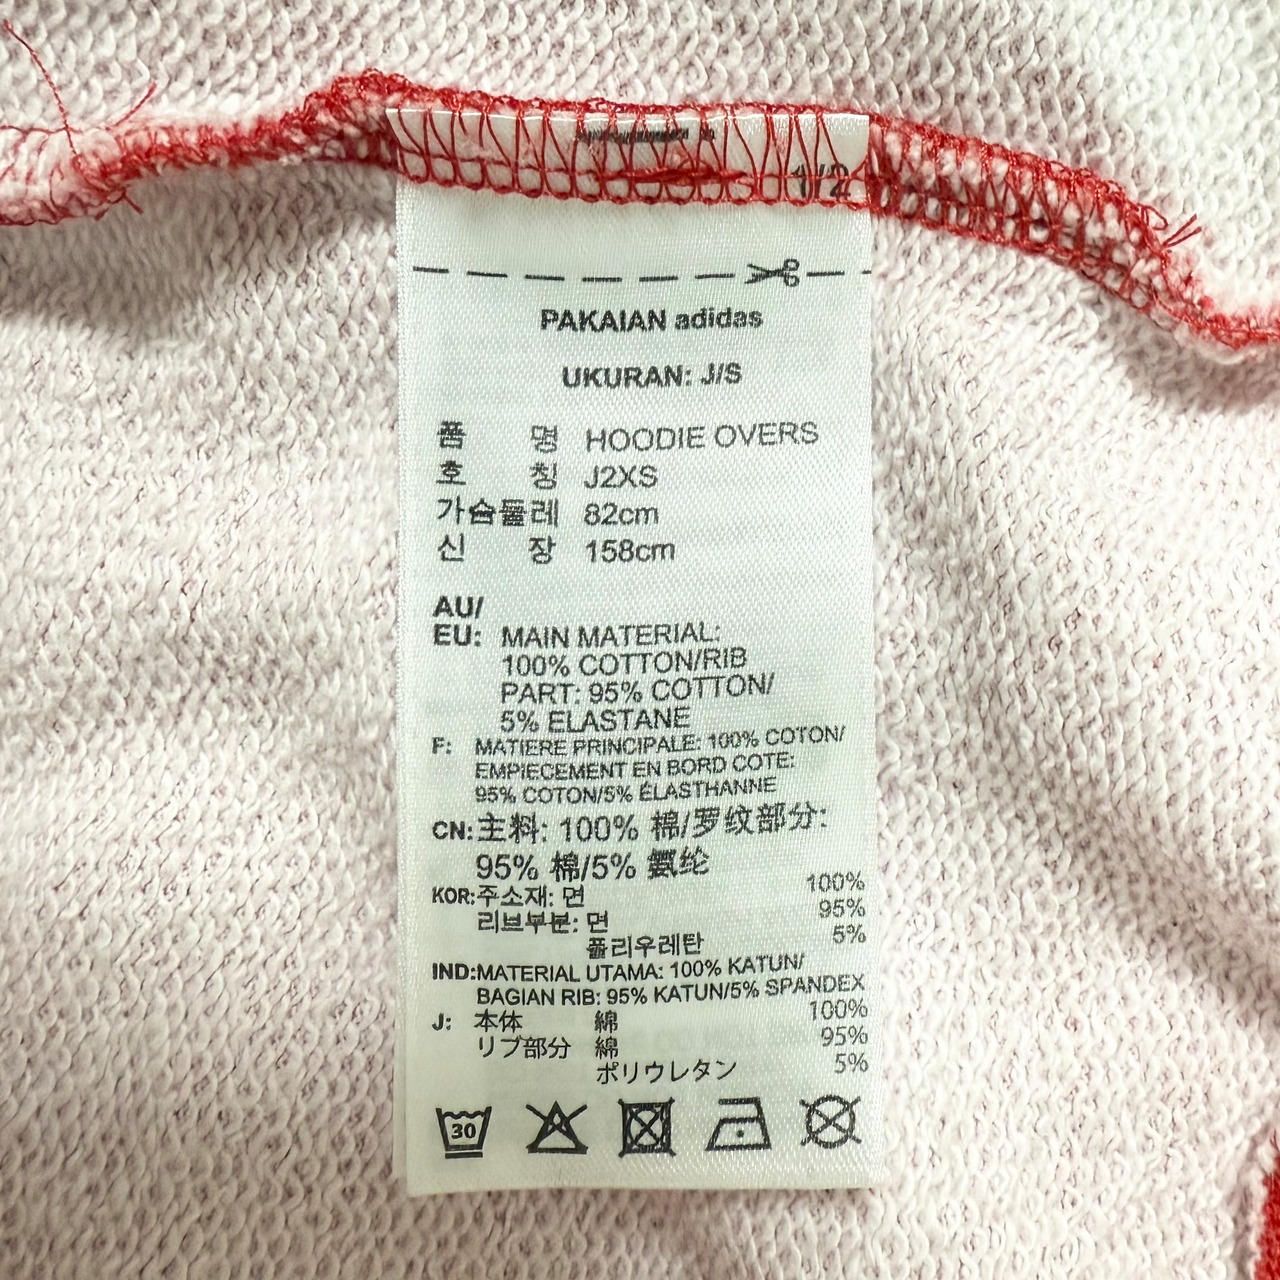 1/2
PAKAIAN adidas
UKURAN: J/S
품 명 HOODIE OVERS
호 칭 J2XS
가슴둘레 82cm
신 장 158cm
AU/
EU: MAIN MATERIAL:
100% COTTON/RIB
PART: 95% COTTON/
5% ELASTANE
F: MATIERE PRINCIPALE: 100% COTON/
EMPIECEMENT EN BORD COTE:
95% COTON/5% ÉLASTHANNE
CN: 主料: 100% 棉/罗纹部分:
95% 棉/5% 氨纶
KOR: 주소재: 면 100%
리브부분: 면 95%
폴리우레탄 5%
IND: MATERIAL UTAMA: 100% KATUN/
BAGIAN RIB: 95% KATUN/5% SPANDEX
J: 本体 綿 100%
リブ部分 綿 95%
ポリウレタン 5%
30